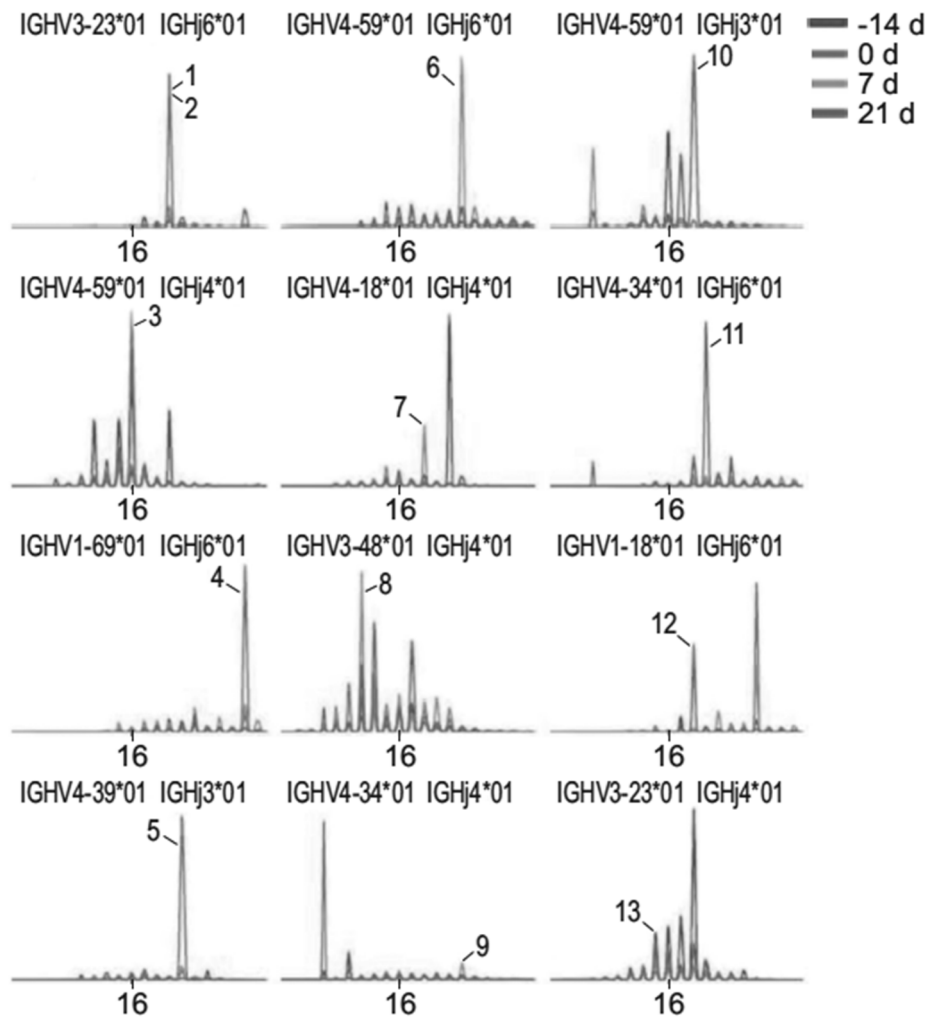 IGHV3-23*01 IGHj6*01
IGHV4-59*01 IGHj6*01
IGHV4-59*01 IGHj3*01
-14 d
0 d
7 d
21 d
1
2
6
10
16
16
16
IGHV4-59*01 IGHj4*01
IGHV4-18*01 IGHj4*01
IGHV4-34*01 IGHj6*01
3
7
11
16
16
16
IGHV1-69*01 IGHj6*01
IGHV3-48*01 IGHj4*01
IGHV1-18*01 IGHj6*01
4
8
12
16
16
16
IGHV4-39*01 IGHj3*01
IGHV4-34*01 IGHj4*01
IGHV3-23*01 IGHj4*01
5
9
13
16
16
16